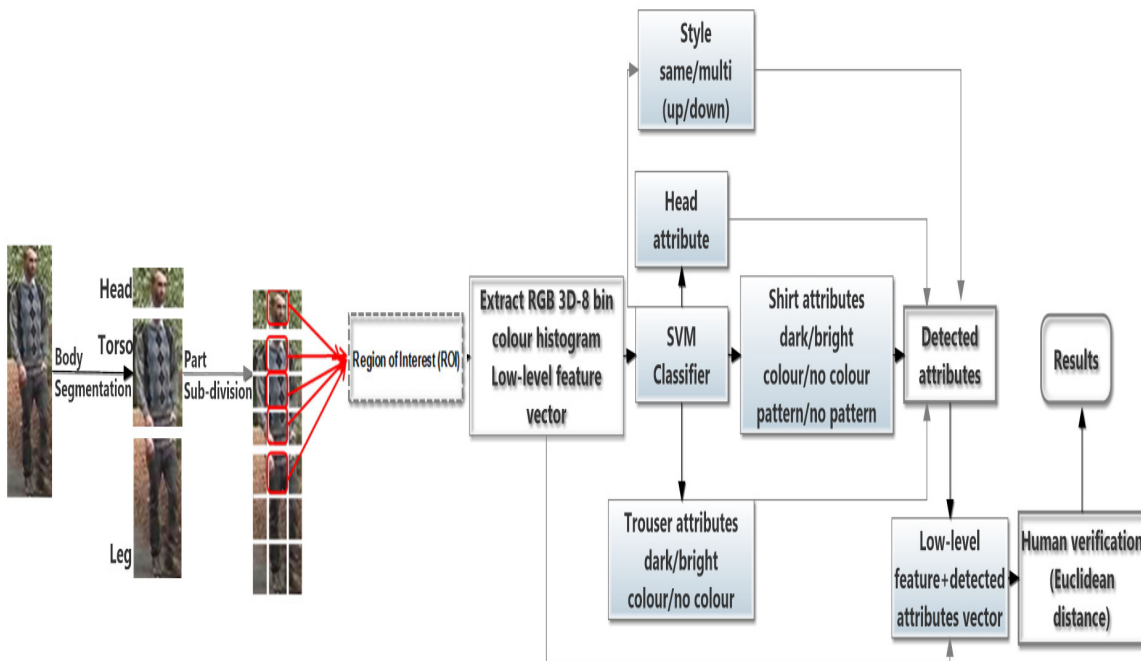 Head
Torso
Leg
Body
Segmentation
Part
Sub-division
Region of Interest (ROI)
Extract RGB 3D-8 bin
colour histogram
Low-level feature
vector
Style
same/multi
(up/down)
Head
attribute
SVM
Classifier
Trouser attributes
dark/bright
colour/no colour
Shirt attributes
dark/bright
colour/no colour
pattern/no pattern
Detected
attributes
Low-level
feature+detected
attributes vector
Human verification
(Euclidean
distance)
Results